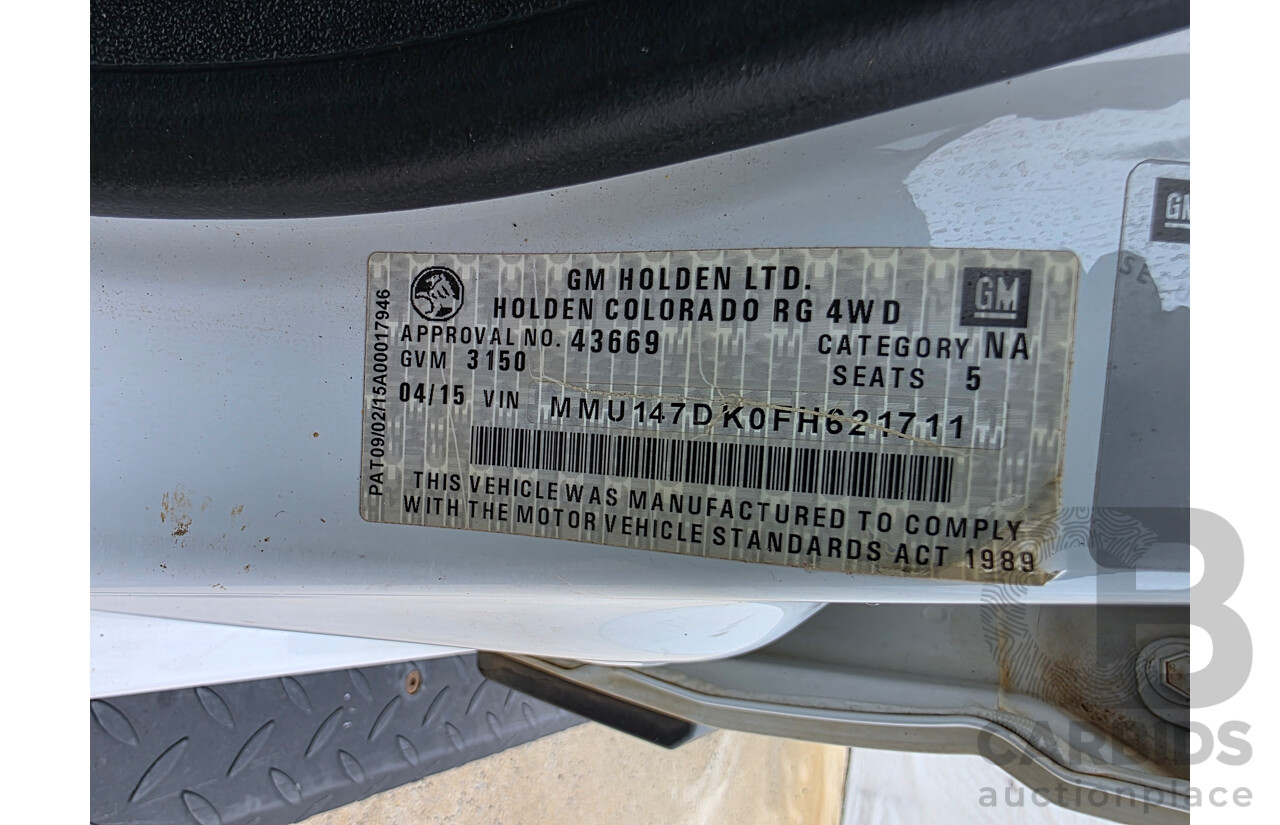 GM HOLDEN LTD.
HOLDEN COLORADO RG 4WD
GM
APPROVAL NO. 43669
CATEGORY NA
GVM 3150
SEATS 5
04/15 VIN MMU147DK0FH621711
THIS VEHICLE WAS MANUFACTURED TO COMPLY
WITH THE MOTOR VEHICLE STANDARDS ACT 1989
PAT09/02/15A00017946
GM
SE
B
CARBIDS
auctionplace